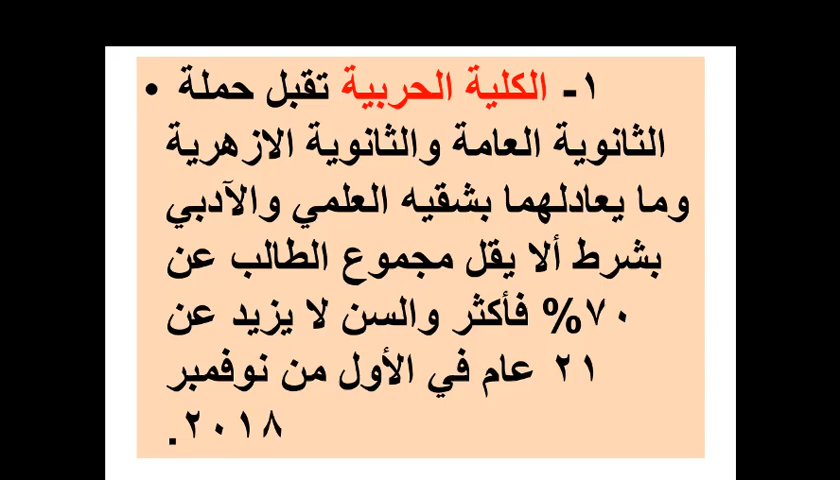 • ١- الكلية الحربية تقبل حملة
الثانوية العامة والثانوية الازهرية
وما يعادلهما بشقيه العلمي والآدبي
بشرط ألا يقل مجموع الطالب عن
٧٠% فأكثر والسن لا يزيد عن
٢١ عام في الأول من نوفمبر
٢٠١٨.